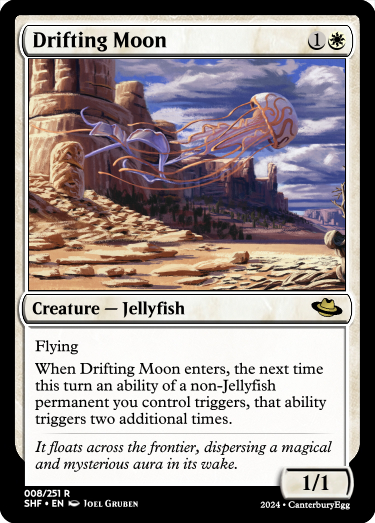 Drifting Moon
1
Creature — Jellyfish
Flying
When Drifting Moon enters, the next time
this turn an ability of a non-Jellyfish
permanent you control triggers, that ability
triggers two additional times.
It floats across the frontier, dispersing a magical
and mysterious aura in its wake.
1/1
008/251 R
SHF • EN Joel Gruben
2024 • CanterburyEgg